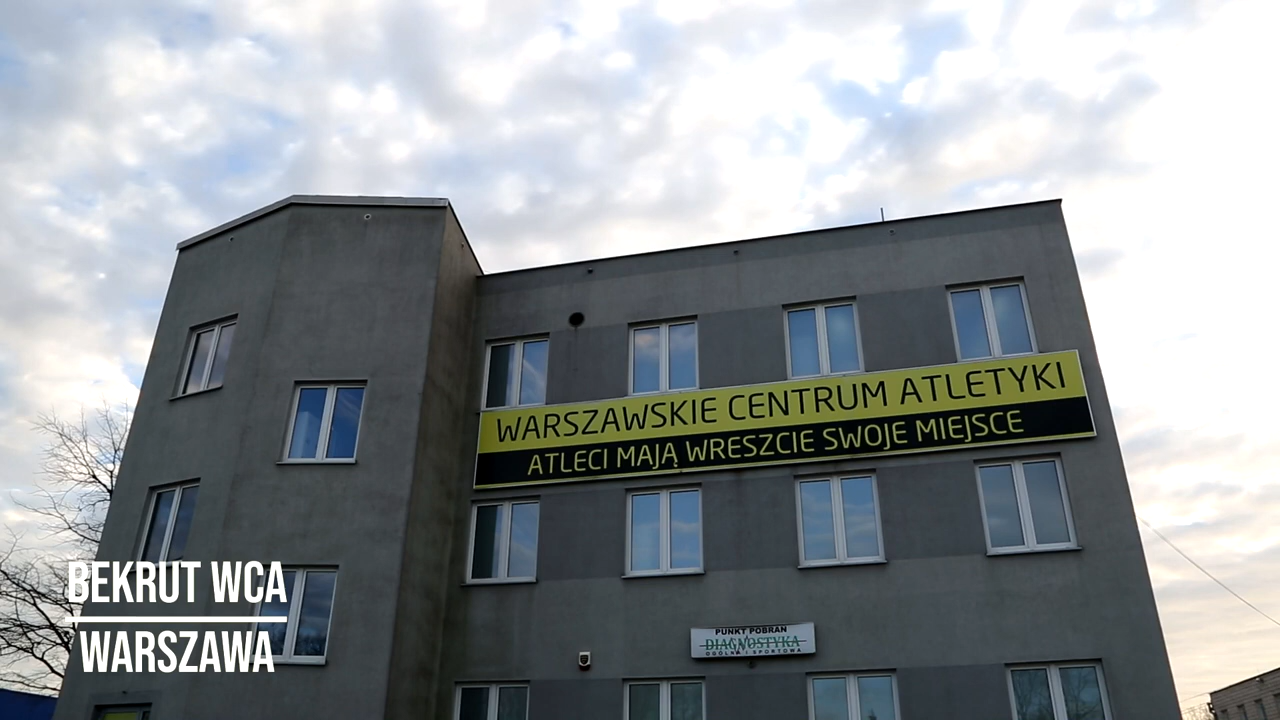 WARSZAWSKIE CENTRUM ATLETYKI
ATLECI MAJĄ WRESZCIE SWOJE MIEJSCE
BEKRUT WCA
WARSZAWA
PUNKT POBRAŃ
DIAGNOSTYKA
OGÓLNA I SPORTOWA